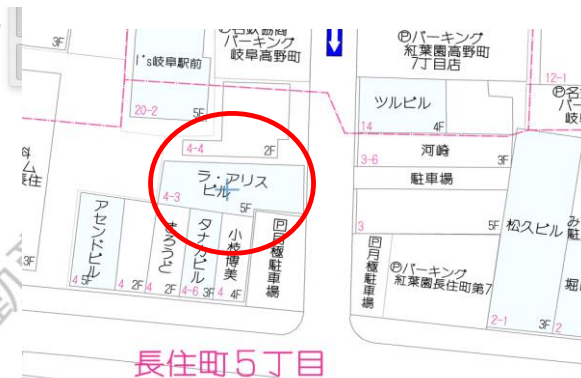 3F
パーキング
岐阜高野町
I's岐阜駅前
20-2
5F
4-4
2F
ラ・アリス
ビル
4-3
5F
アセンドビル
4
5F
まろうど
4
2F
タナカビル
4
2F
4-6
3F
小椋博美
4
4F
Ⓟ月極駐車場
3F
長住
Ⓟパーキング
紅葉園高野町
7丁目店
12-1
ツルビル
14
4F
河崎
3-6
3F
駐車場
3
5F
松久ビル
Ⓟ月極駐車場
Ⓟパーキング
紅葉園長住町第7
2-1
3F
2
長住町5丁目